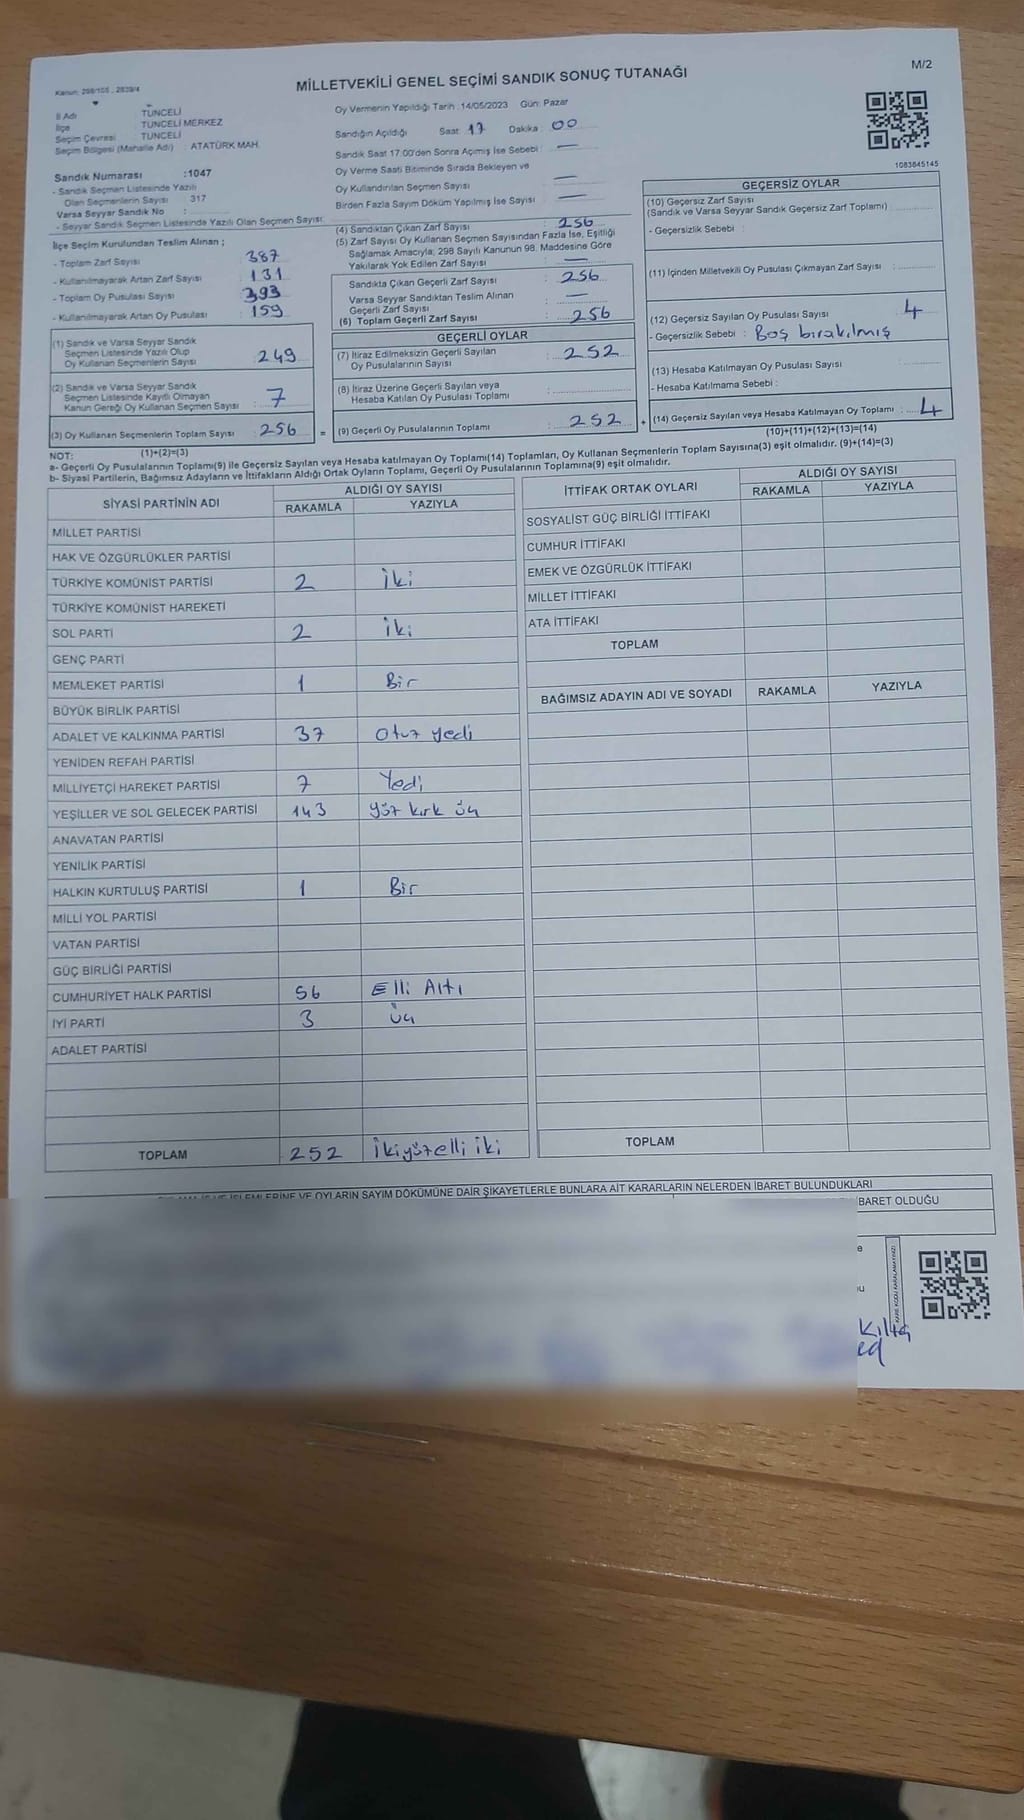 MİLLETVEKİLİ GENEL SEÇİMİ SANDIK SONUÇ TUTANAĞI
M/2
Kanun: 298/105 , 2839/4
İl Adı : TUNCELİ
İlçe : TUNCELİ MERKEZ
Seçim Çevresi : TUNCELİ
Seçim Bölgesi (Mahalle Adı) : ATATÜRK MAH.
Sandık Numarası :1047
- Sandık Seçmen Listesinde Yazılı
Olan Seçmenlerin Sayısı : 317
Varsa Seyyar Sandık No :
- Seyyar Sandık Seçmen Listesinde Yazılı Olan Seçmen Sayısı
Oy Vermenin Yapıldığı Tarih :14/05/2023 Gün: Pazar
Sandığın Açıldığı Saat: 17 Dakika : 00
Sandık Saat 17:00'den Sonra Açımış İse Sebebi : —
Oy Verme Saati Bitiminde Sırada Bekleyen ve
Oy Kullandırılan Seçmen Sayısı —
Birden Fazla Sayım Döküm Yapılmış İse Sayısı —
1083645145
İlçe Seçim Kurulundan Teslim Alınan ;
- Toplam Zarf Sayısı : 387
- Kullanılmayarak Artan Zarf Sayısı : 131
- Toplam Oy Pusulası Sayısı : 393
- Kullanılmayarak Artan Oy Pusulası : 159
(4) Sandıktan Çıkan Zarf Sayısı : 256
(5) Zarf Sayısı Oy Kullanan Seçmen Sayısından Fazla İse, Eşitliği
Sağlamak Amacıyla, 298 Sayılı Kanunun 98. Maddesine Göre
Yakılarak Yok Edilen Zarf Sayısı : —
Sandıkta Çıkan Geçerli Zarf Sayısı : 256
Varsa Seyyar Sandıktan Teslim Alınan
Geçerli Zarf Sayısı : —
(6) Toplam Geçerli Zarf Sayısı : 256
GEÇERSİZ OYLAR
(10) Geçersiz Zarf Sayısı
(Sandık ve Varsa Seyyar Sandık Geçersiz Zarf Toplamı) :
- Geçersizlik Sebebi :
(11) İçinden Milletvekili Oy Pusulası Çıkmayan Zarf Sayısı :
(12) Geçersiz Sayılan Oy Pusulası Sayısı : 4
- Geçersizlik Sebebi : Boş bırakılmış
(13) Hesaba Katılmayan Oy Pusulası Sayısı :
- Hesaba Katılmama Sebebi :
(14) Geçersiz Sayılan veya Hesaba Katılmayan Oy Toplamı : 4
(10)+(11)+(12)+(13)=(14)
(1) Sandık ve Varsa Seyyar Sandık
Seçmen Listesinde Yazılı Olup
Oy Kullanan Seçmenlerin Sayısı : 249
(2) Sandık ve Varsa Seyyar Sandık
Seçmen Listesinde Kayıtlı Olmayan
Kanun Gereği Oy Kullanan Seçmen Sayısı : 7
(3) Oy Kullanan Seçmenlerin Toplam Sayısı : 256 =
(1)+(2)=(3)
GEÇERLİ OYLAR
(7) İtiraz Edilmeksizin Geçerli Sayılan
Oy Pusulasının Sayısı : 252
(8) İtiraz Üzerine Geçerli Sayılan veya
Hesaba Katılan Oy Pusulası Toplamı :
(9) Geçerli Oy Pusulalarının Toplamı : 252 +
NOT:
a- Geçerli Oy Pusulalarının Toplamı(9) ile Geçersiz Sayılan veya Hesaba katılmayan Oy Toplamı(14) Toplamları, Oy Kullanan Seçmenlerin Toplam Sayısına(3) eşit olmalıdır. (9)+(14)=(3)
b- Siyasi Partilerin, Bağımsız Adayların ve İttifakların Aldığı Ortak Oyların Toplamı, Geçerli Oy Pusulalarının Toplamına(9) eşit olmalıdır.
SİYASİ PARTİNİN ADI ALDIĞI OY SAYISI
RAKAMLA YAZIYLA
MİLLET PARTİSİ
HAK VE ÖZGÜRLÜKLER PARTİSİ
TÜRKİYE KOMÜNİST PARTİSİ 2 iki
TÜRKİYE KOMÜNİST HAREKETİ
SOL PARTİ 2 iki
GENÇ PARTİ
MEMLEKET PARTİSİ 1 Bir
BÜYÜK BİRLİK PARTİSİ
ADALET VE KALKINMA PARTİSİ 37 otuz yedi
YENİDEN REFAH PARTİSİ
MİLLİYETÇİ HAREKET PARTİSİ 7 Yedi
YEŞİLLER VE SOL GELECEK PARTİSİ 143 yüz kırk üç
ANAVATAN PARTİSİ
YENİLİK PARTİSİ
HALKIN KURTULUŞ PARTİSİ 1 Bir
MİLLİ YOL PARTİSİ
VATAN PARTİSİ
GÜÇ BİRLİĞİ PARTİSİ
CUMHURİYET HALK PARTİSİ 56 Elli Altı
İYİ PARTİ 3 üç
ADALET PARTİSİ
TOPLAM 252 İkiyüzelli iki
İTTİFAK ORTAK OYLARI ALDIĞI OY SAYISI
RAKAMLA YAZIYLA
SOSYALİST GÜÇ BİRLİĞİ İTTİFAKI
CUMHUR İTTİFAKI
EMEK VE ÖZGÜRLÜK İTTİFAKI
MİLLET İTTİFAKI
ATA İTTİFAKI
TOPLAM
BAĞIMSIZ ADAYIN ADI VE SOYADI RAKAMLA YAZIYLA
TOPLAM
İŞLEMLERİNE VE OYLARIN SAYIM DÖKÜMÜNE DAİR ŞİKAYETLERLE BUNLARA AİT KARARLARIN NELERDEN İBARET BULUNDUKLARI
İBARET OLDUĞU
KARE KODU KARALAMAYINIZ!